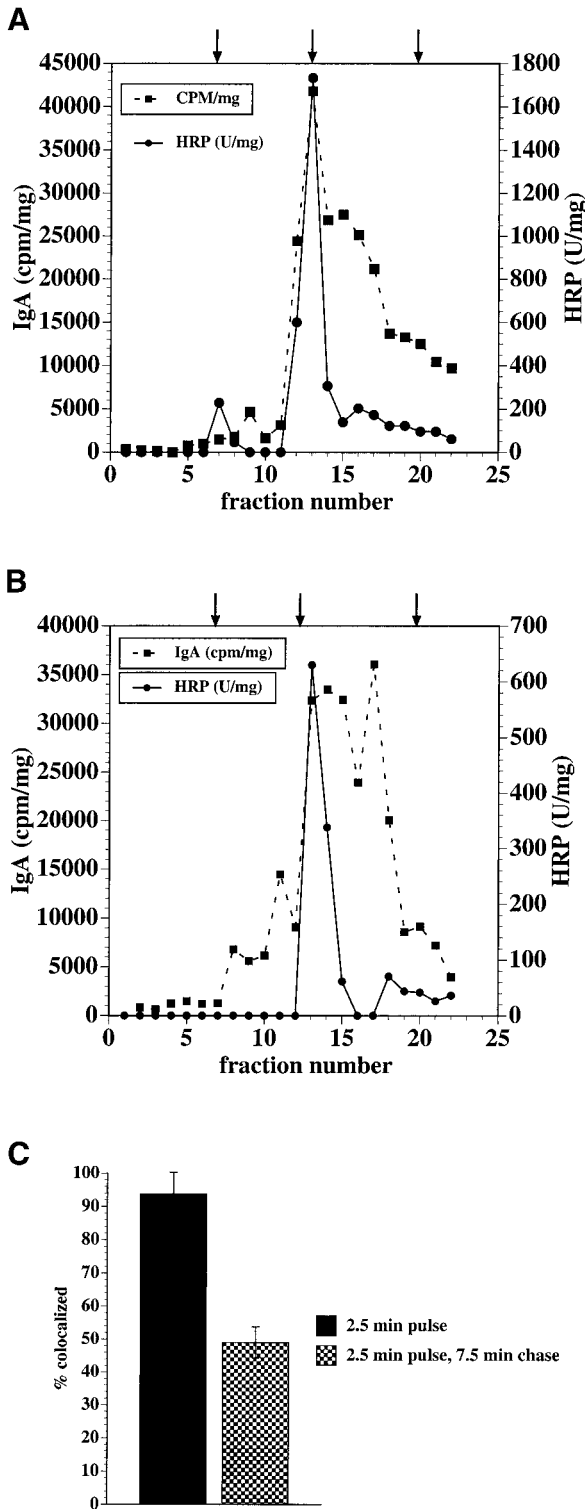 A
45000
40000
35000
30000
25000
20000
15000
10000
5000
0
IgA (cpm/mg)
CPM/mg
HRP (U/mg)
1800
1600
1400
1200
1000
800
600
400
200
0
HRP (U/mg)
0 5 10 15 20 25
fraction number
B
40000
35000
30000
25000
20000
15000
10000
5000
0
IgA (cpm/mg)
IgA (cpm/mg)
HRP (U/mg)
700
600
500
400
300
200
100
0
HRP (U/mg)
0 5 10 15 20 25
fraction number
C
100
90
80
70
60
50
40
30
20
10
0
% colocalized
2.5 min pulse
2.5 min pulse, 7.5 min chase